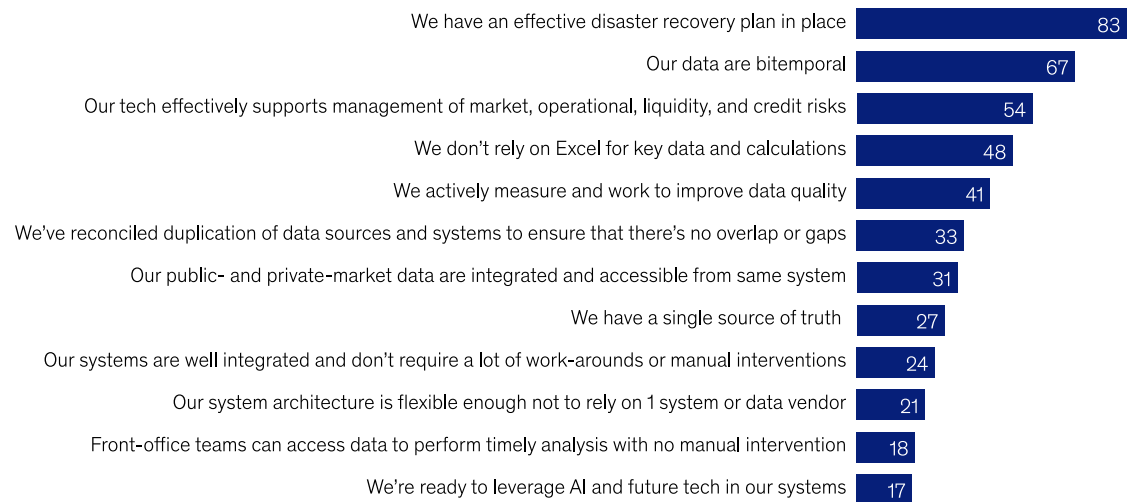 We have an effective disaster recovery plan in place 83
Our data are bitemporal 67
Our tech effectively supports management of market, operational, liquidity, and credit risks 54
We don't rely on Excel for key data and calculations 48
We actively measure and work to improve data quality 41
We've reconciled duplication of data sources and systems to ensure that there's no overlap or gaps 33
Our public- and private-market data are integrated and accessible from same system 31
We have a single source of truth 27
Our systems are well integrated and don't require a lot of work-arounds or manual interventions 24
Our system architecture is flexible enough not to rely on 1 system or data vendor 21
Front-office teams can access data to perform timely analysis with no manual intervention 18
We're ready to leverage AI and future tech in our systems 17